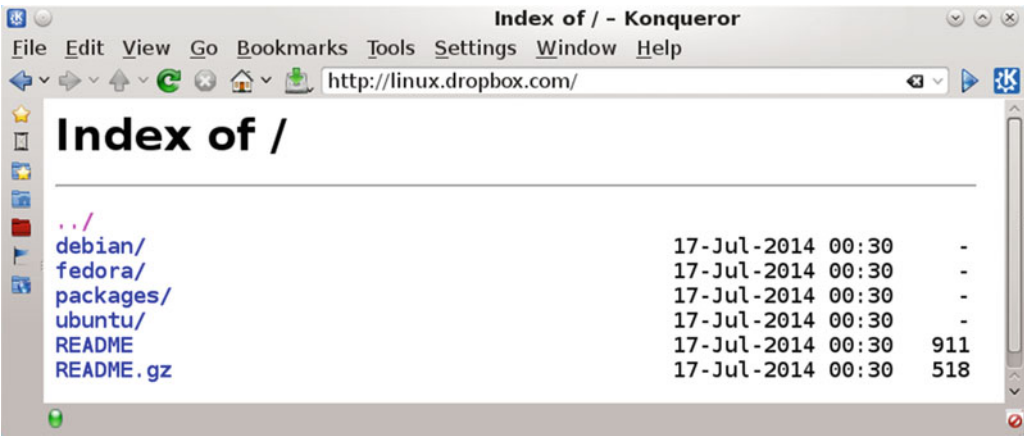 Index of / – Konqueror
File Edit View Go Bookmarks Tools Settings Window Help
http://linux.dropbox.com/
Index of /
../
debian/ 17-Jul-2014 00:30 -
fedora/ 17-Jul-2014 00:30 -
packages/ 17-Jul-2014 00:30 -
ubuntu/ 17-Jul-2014 00:30 -
README 17-Jul-2014 00:30 911
README.gz 17-Jul-2014 00:30 518